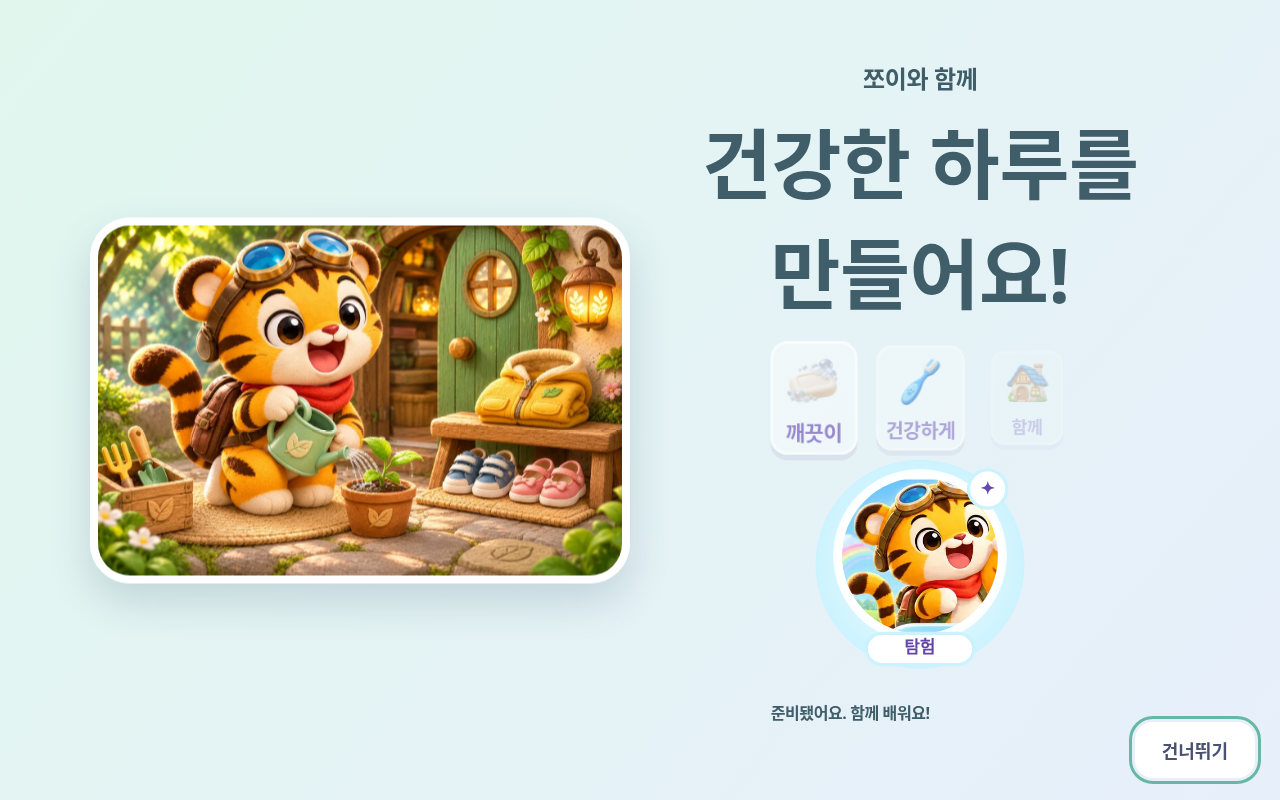 쪼이와 함께
건강한 하루를
만들어요!
깨끗이
건강하게
함께
탐험
준비됐어요. 함께 배워요!
건너뛰기